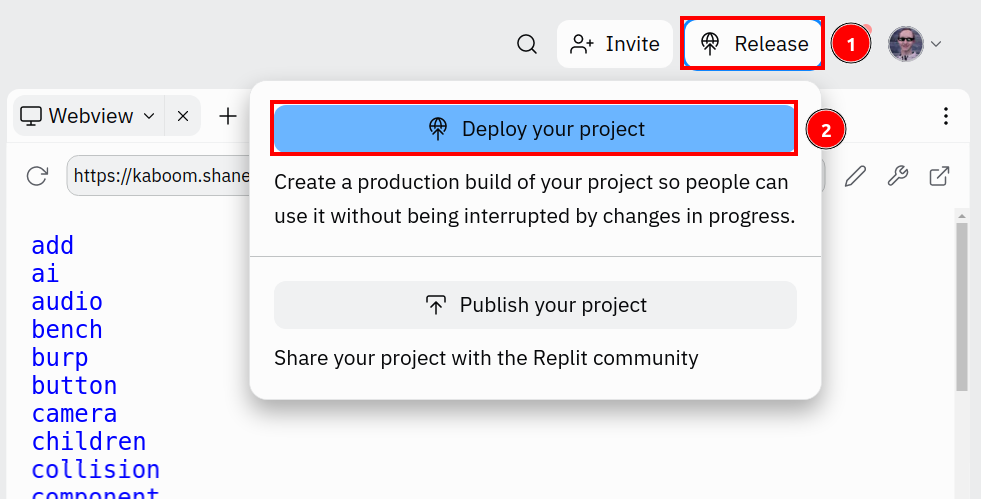 Invite
Release
1
Webview
Deploy your project
2
https://kaboom.shane
Create a production build of your project so people can
use it without being interrupted by changes in progress.
add
ai
audio
bench
burp
button
camera
children
collision
component
Publish your project
Share your project with the Replit community